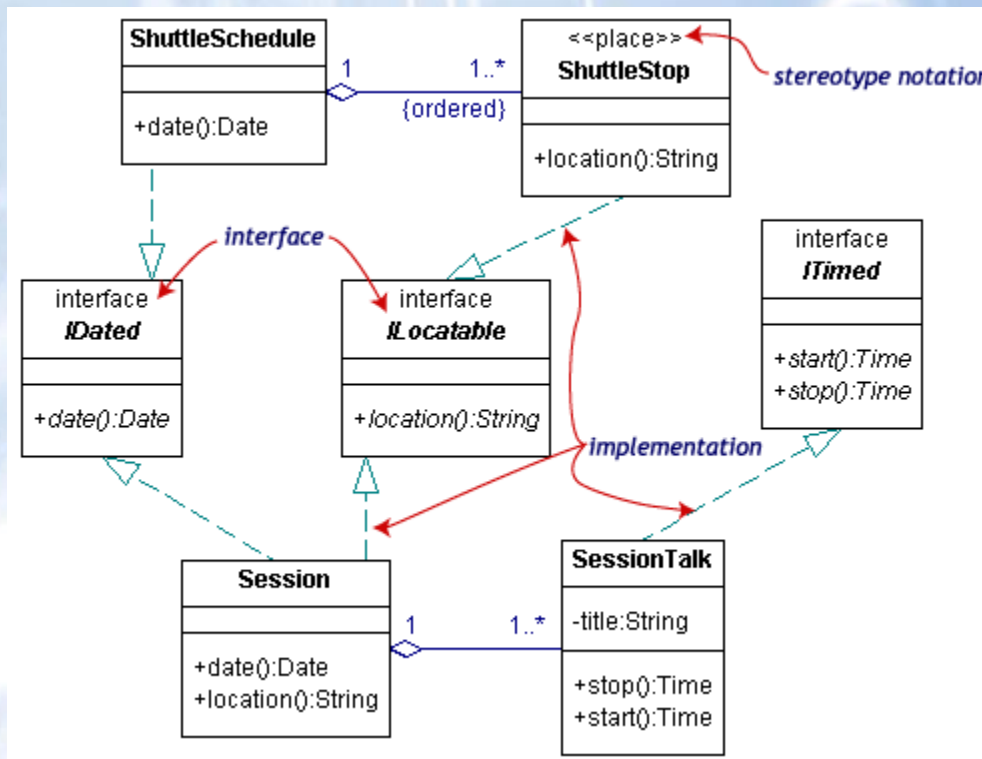 ShuttleSchedule
+date():Date
1
1..*
{ordered}
<<place>>
ShuttleStop
+location():String
stereotype notation
interface
interface
IDated
+date():Date
interface
ILocatable
+location():String
interface
ITimed
+start():Time
+stop():Time
implementation
Session
+date():Date
+location():String
1
1..*
SessionTalk
-title:String
+stop():Time
+start():Time